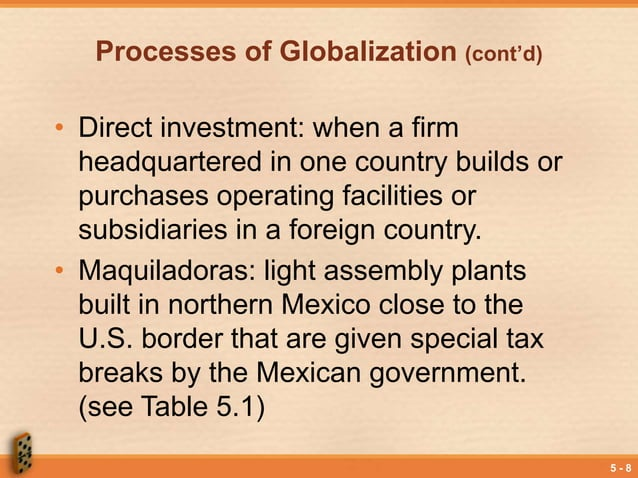 Processes of Globalization (cont’d)
• Direct investment: when a firm
headquartered in one country builds or
purchases operating facilities or
subsidiaries in a foreign country.
• Maquiladoras: light assembly plants
built in northern Mexico close to the
U.S. border that are given special tax
breaks by the Mexican government.
(see Table 5.1)
5 - 8